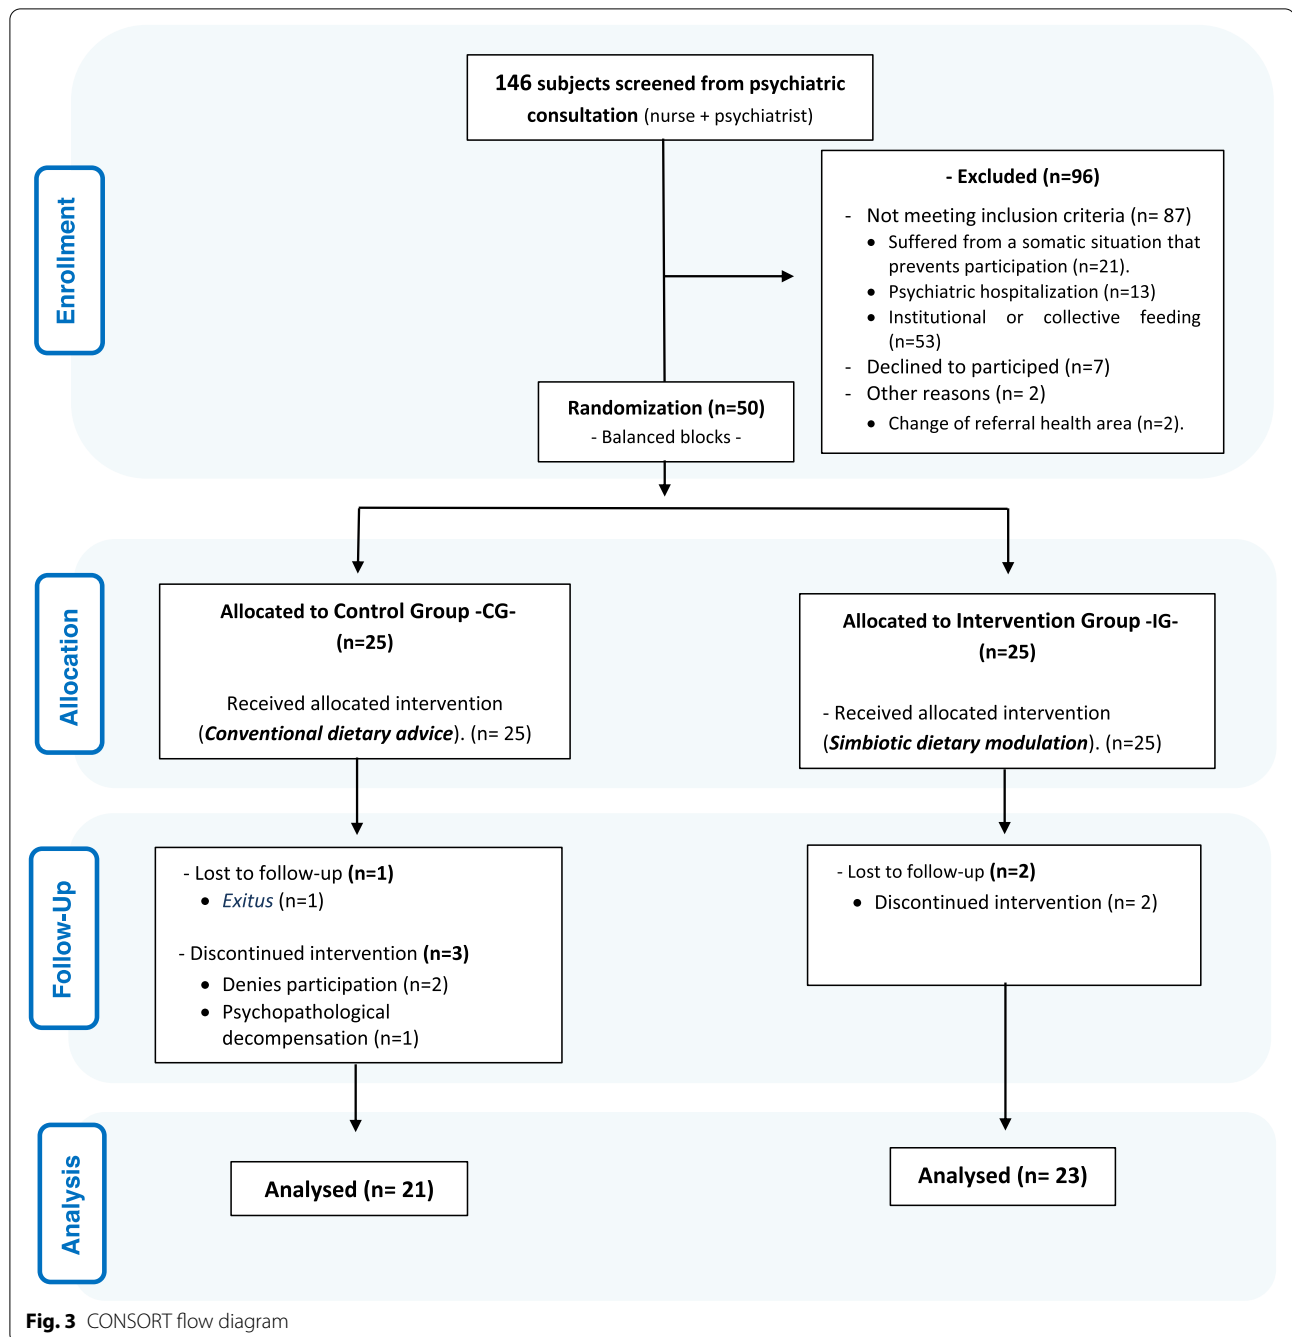 146 subjects screened from psychiatric
consultation (nurse + psychiatrist)
Enrollment
- Excluded (n=96)
- Not meeting inclusion criteria (n= 87)
• Suffered from a somatic situation that
prevents participation (n=21).
• Psychiatric hospitalization (n=13)
• Institutional or collective feeding
(n=53)
- Declined to participed (n=7)
- Other reasons (n= 2)
• Change of referral health area (n=2).
Randomization (n=50)
- Balanced blocks -
Allocation
Allocated to Control Group -CG-
(n=25)
Received allocated intervention
(Conventional dietary advice). (n= 25)
Allocated to Intervention Group -IG-
(n=25)
- Received allocated intervention
(Simbiotic dietary modulation). (n=25)
Follow-Up
- Lost to follow-up (n=1)
• Exitus (n=1)
- Discontinued intervention (n=3)
• Denies participation (n=2)
• Psychopathological
decompensation (n=1)
- Lost to follow-up (n=2)
• Discontinued intervention (n= 2)
Analysis
Analysed (n= 21)
Analysed (n= 23)
Fig. 3 CONSORT flow diagram